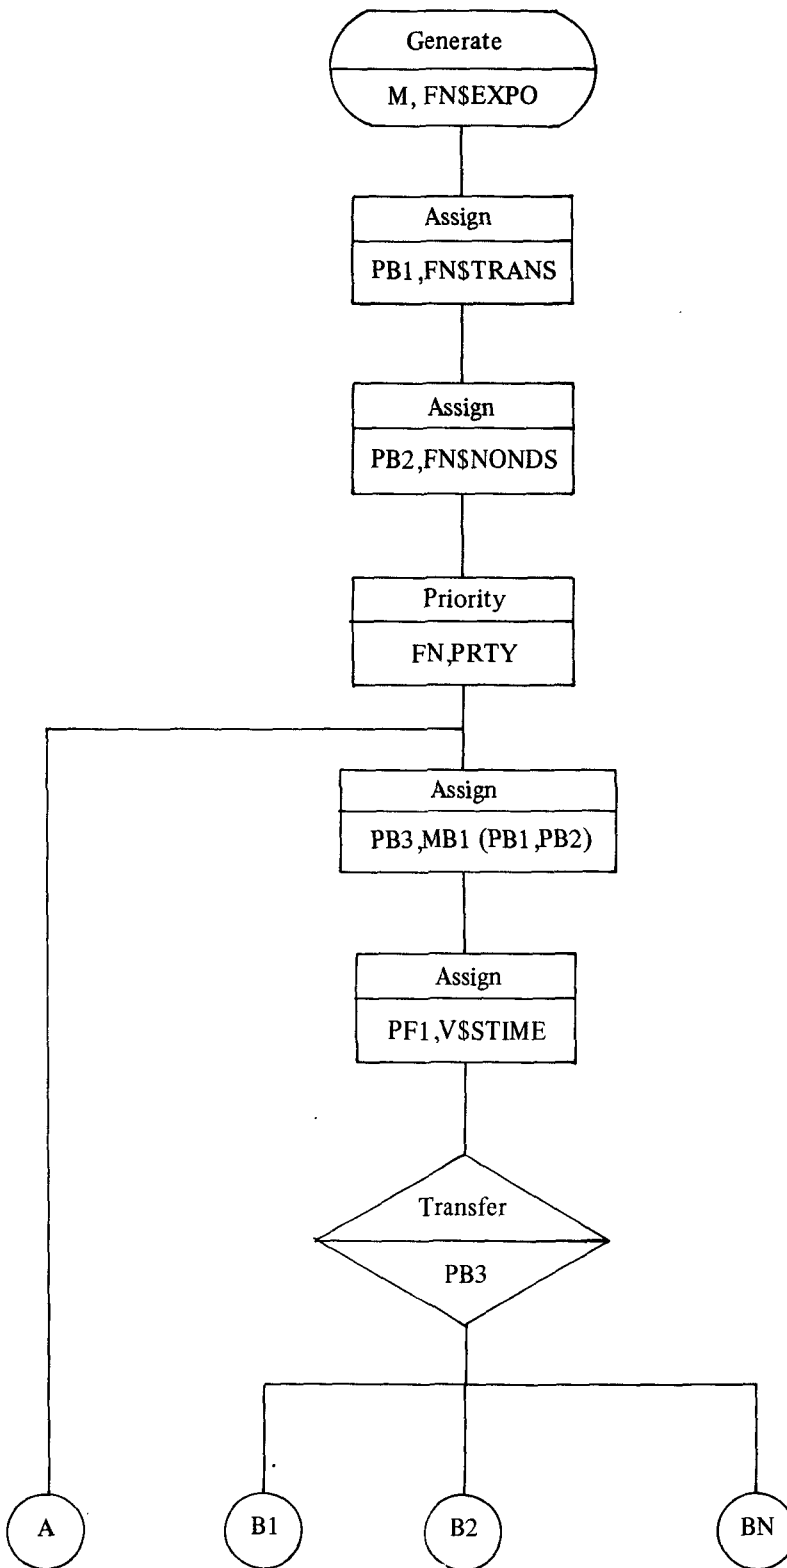 Generate
M, FN$EXPO
Assign
PB1,FN$TRANS
Assign
PB2,FN$NONDS
Priority
FN,PRTY
Assign
PB3,MB1 (PB1,PB2)
Assign
PF1,V$STIME
Transfer
PB3
A
B1
B2
BN